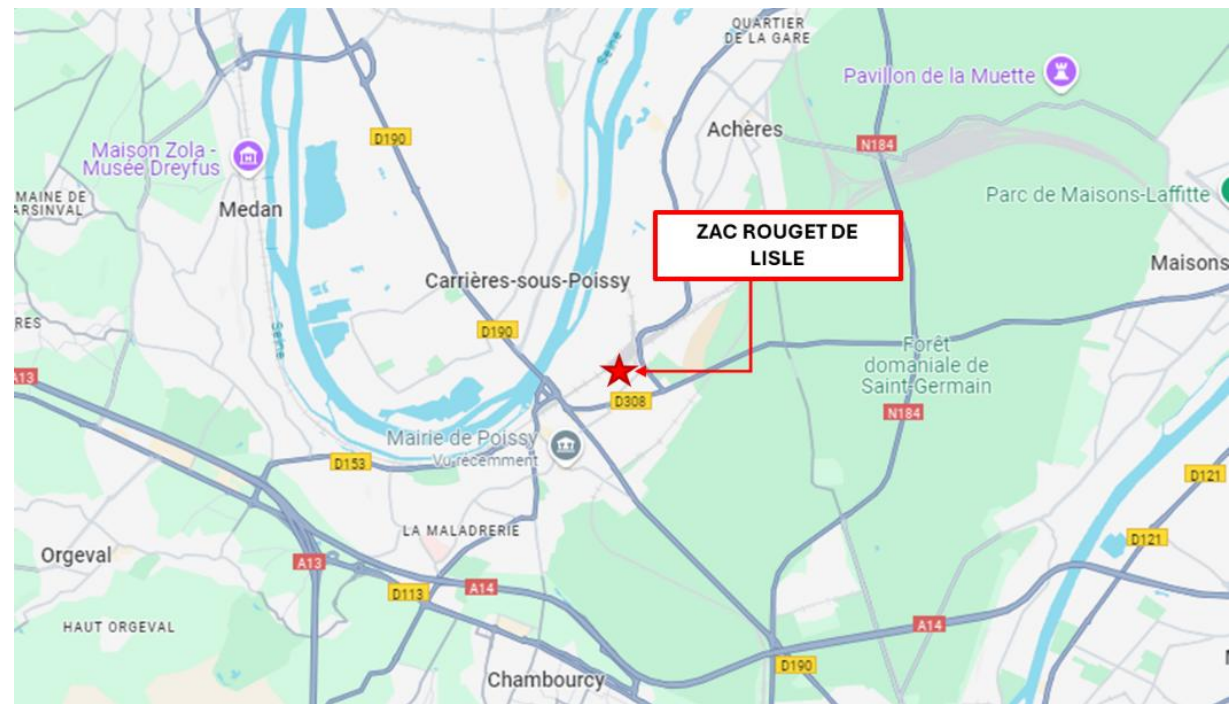 QUARTIER
DE LA GARE
Pavillon de la Muette
Achères
D190
N184
Maison Zola -
Musée Dreyfus
MAINE DE
ARSINVAL
Medan
Parc de Maisons-Laffitte
Seine
ZAC ROUGET DE
LISLE
Maisons
Carrières-sous-Poissy
RES
D190
Seine
Forêt
domaniale de
Saint-Germain
A13
D308
N184
Mairie de Poissy
Vu récemment
D153
D121
LA MALADRERIE
D121
Orgeval
A13
A14
D113
HAUT ORGEVAL
A14
D190
Chambourcy